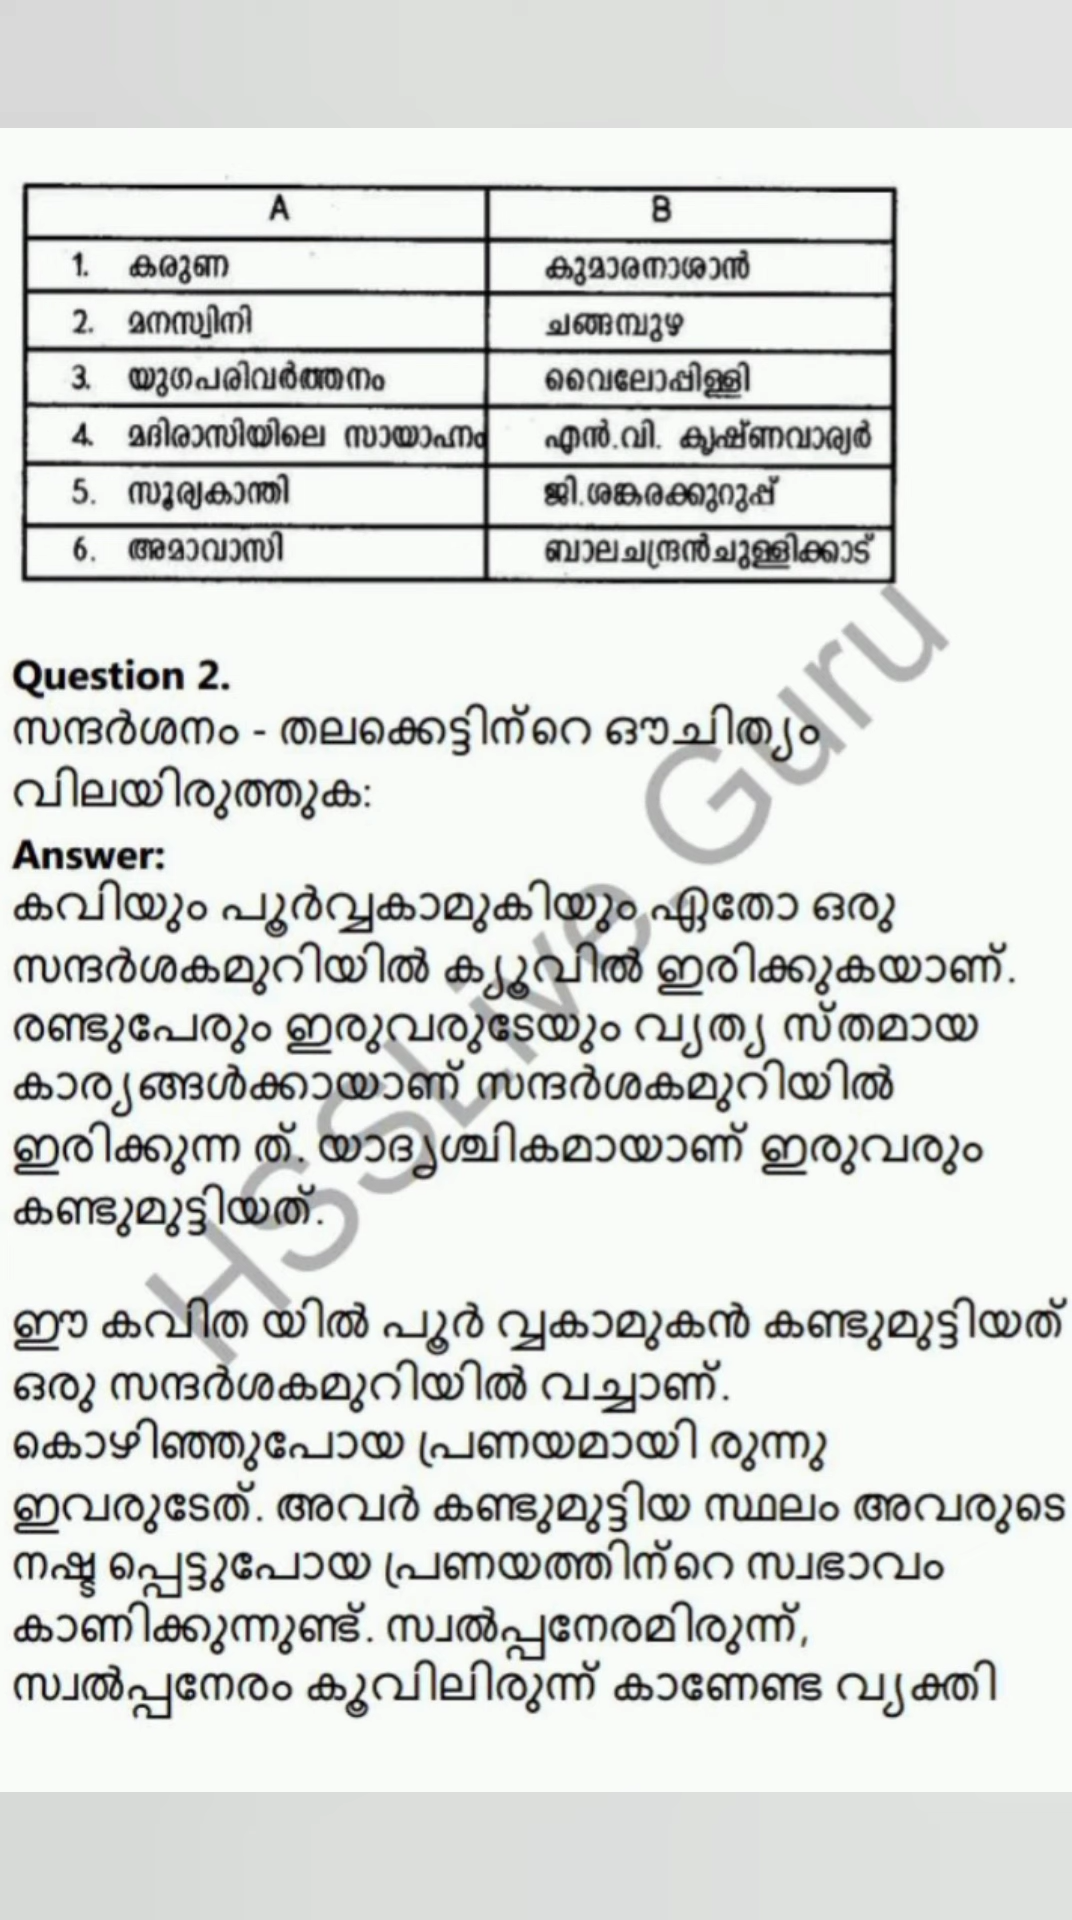 A B
1. കരുണ കുമാരനാശാൻ
2. മനസ്വിനി ചങ്ങമ്പുഴ
3. യുഗപരിവർത്തനം വൈലോപ്പിള്ളി
4. മദിരാസിയിലെ സായാഹ്നം എൻ.വി. കൃഷ്ണവാര്യർ
5. സൂര്യകാന്തി ജി.ശങ്കരക്കുറുപ്പ്
6. അമാവാസി ബാലചന്ദ്രൻചുള്ളിക്കാട്
Question 2.
സന്ദർശനം - തലക്കെട്ടിന്റെ ഔചിത്യം
വിലയിരുത്തുക:
Answer:
കവിയും പൂർവ്വകാമുകിയും ഏതോ ഒരു
സന്ദർശകമുറിയിൽ ക്യൂവിൽ ഇരിക്കുകയാണ്.
രണ്ടുപേരും ഇരുവരുടേയും വ്യത്യ സ്തമായ
കാര്യങ്ങൾക്കായാണ് സന്ദർശകമുറിയിൽ
ഇരിക്കുന്ന ത്. യാദൃശ്ചികമായാണ് ഇരുവരും
കണ്ടുമുട്ടിയത്.
ഈ കവിത യിൽ പൂർ വ്വകാമുകൻ കണ്ടുമുട്ടിയത്
ഒരു സന്ദർശകമുറിയിൽ വച്ചാണ്.
കൊഴിഞ്ഞുപോയ പ്രണയമായി രുന്നു
ഇവരുടേത്. അവർ കണ്ടുമുട്ടിയ സ്ഥലം അവരുടെ
നഷ്ട പ്പെട്ടുപോയ പ്രണയത്തിന്റെ സ്വഭാവം
കാണിക്കുന്നുണ്ട്. സ്വൽപ്പനേരമിരുന്ന്,
സ്വൽപ്പനേരം കൂവിലിരുന്ന് കാണേണ്ട വ്യക്തി
HSSLive.Guru